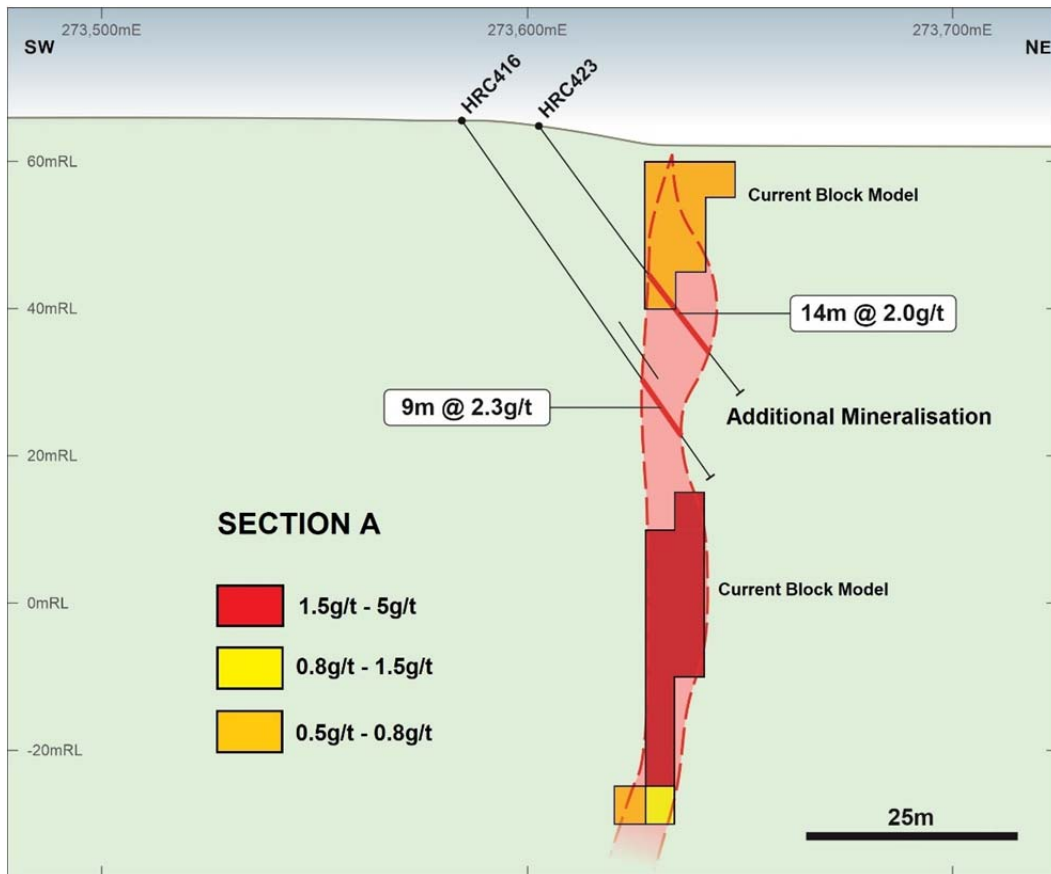 273,500mE
273,600mE
273,700mE
SW
NE
HRC416
HRC423
60mRL
Current Block Model
40mRL
14m @ 2.0g/t
9m @ 2.3g/t
Additional Mineralisation
20mRL
SECTION A
1.5g/t - 5g/t
0mRL
Current Block Model
0.8g/t - 1.5g/t
0.5g/t - 0.8g/t
-20mRL
25m